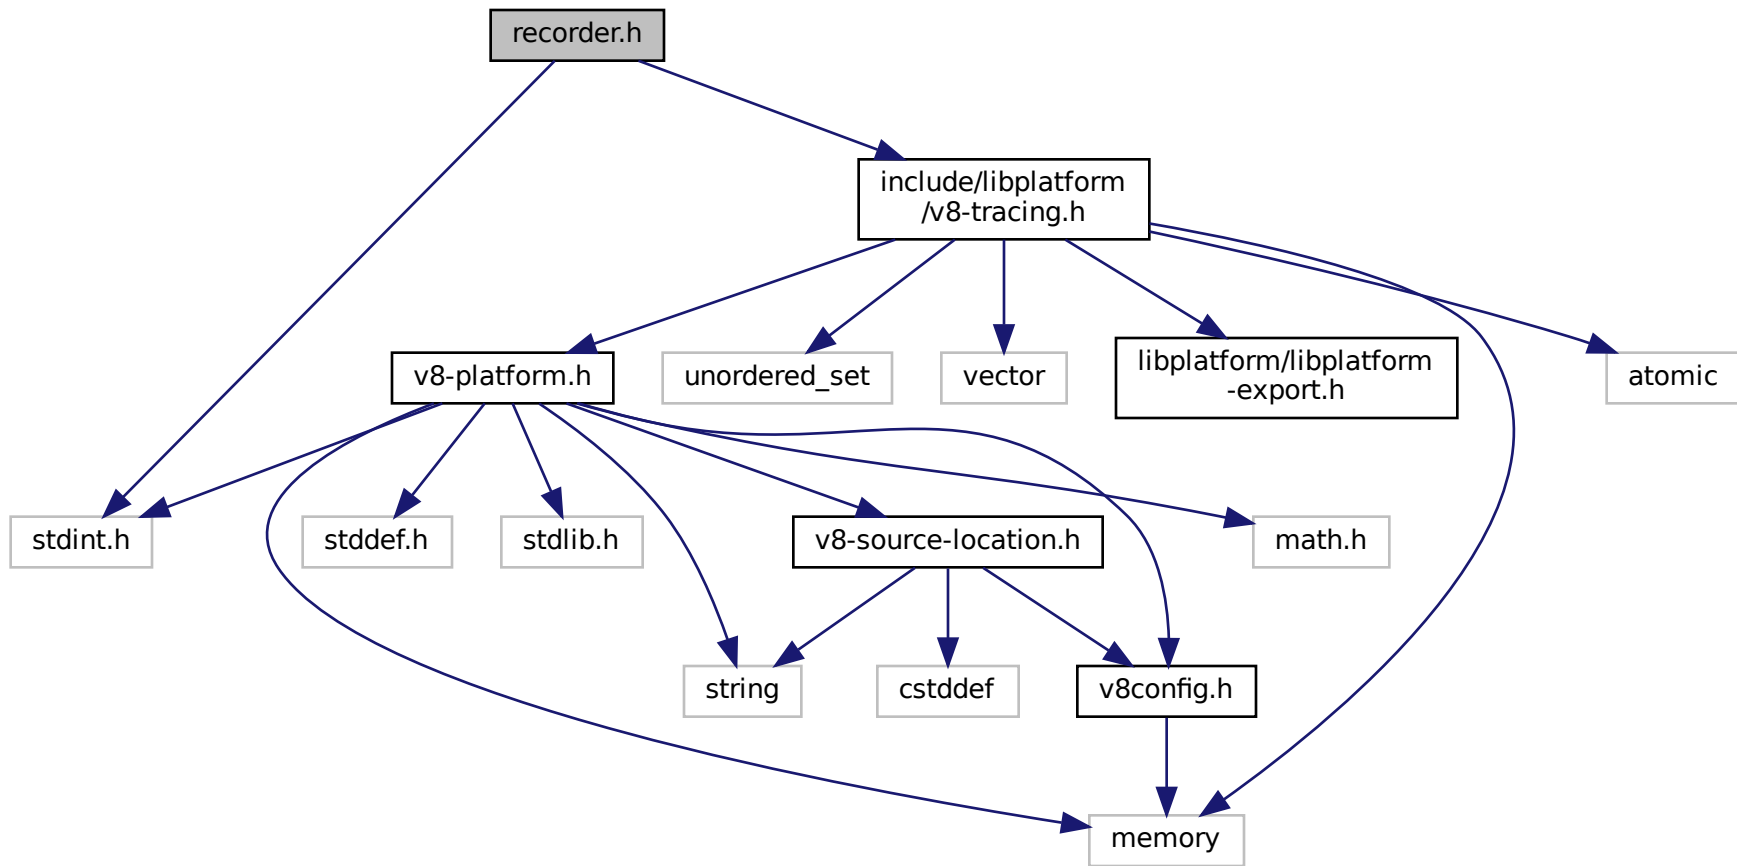 recorder.h
include/libplatform
/v8-tracing.h
v8-platform.h
unordered_set
vector
libplatform/libplatform
-export.h
atomic
stdint.h
stddef.h
stdlib.h
v8-source-location.h
math.h
string
cstddef
v8config.h
memory